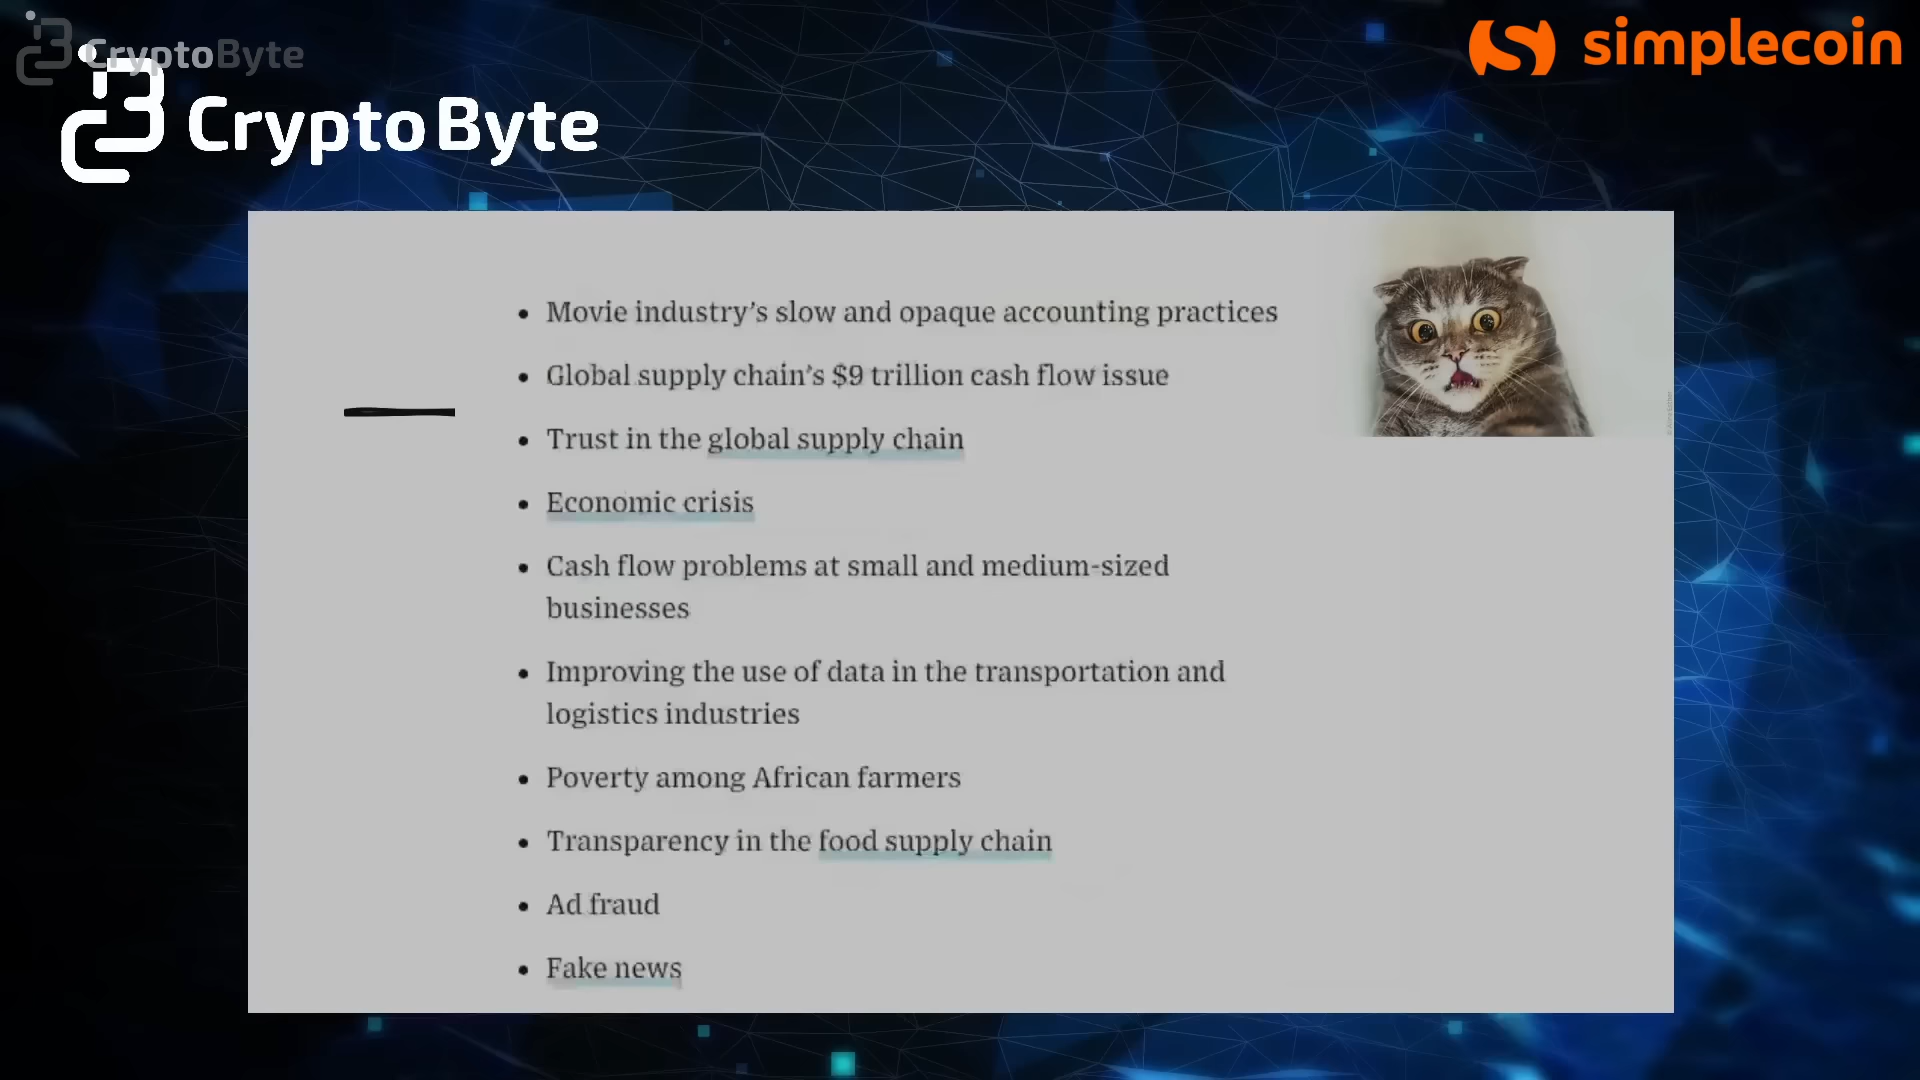 CryptoByte
simplecoin
CryptoByte
• Movie industry’s slow and opaque accounting practices
• Global supply chain’s $9 trillion cash flow issue
• Trust in the global supply chain
• Economic crisis
• Cash flow problems at small and medium-sized
businesses
• Improving the use of data in the transportation and
logistics industries
• Poverty among African farmers
• Transparency in the food supply chain
• Ad fraud
• Fake news